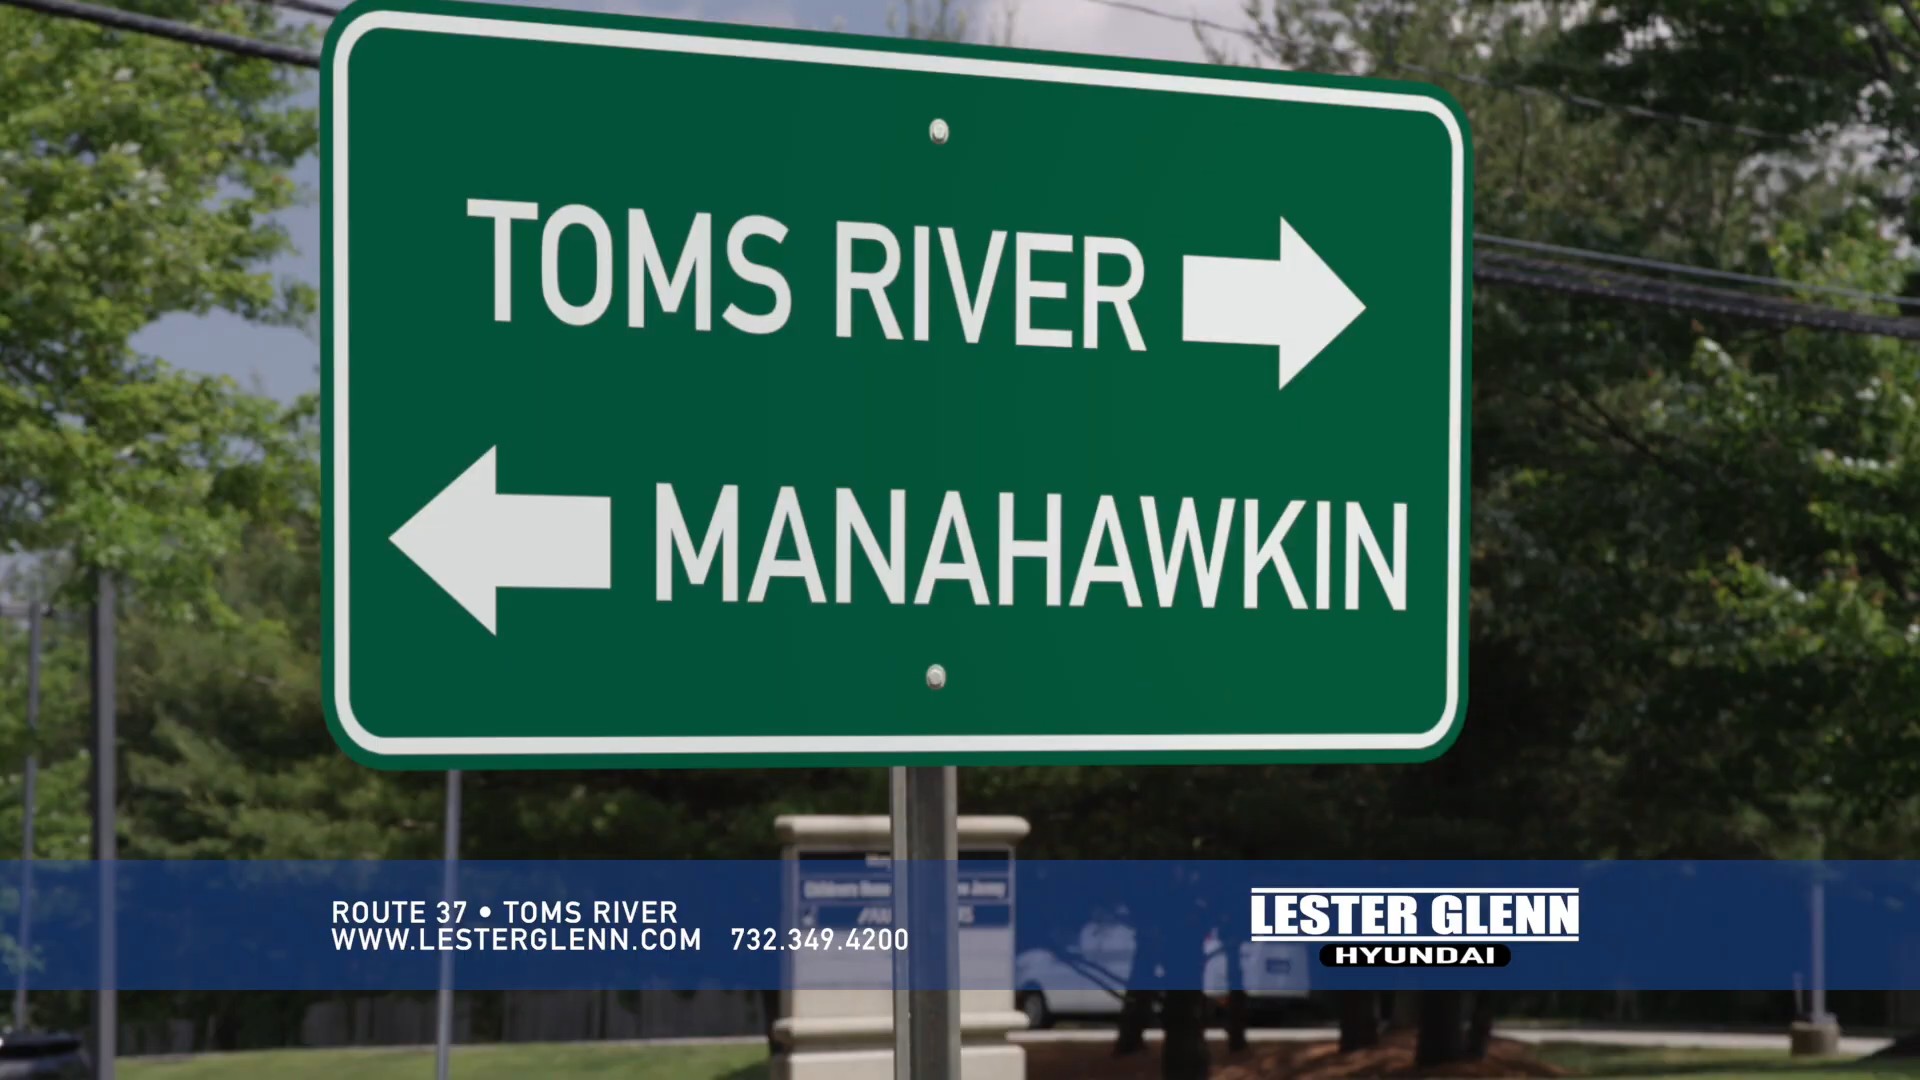 TOMS RIVER
MANAHAWKIN
ROUTE 37 • TOMS RIVER
WWW.LESTERGLENN.COM 732.349.4200
LESTER GLENN
HYUNDAI